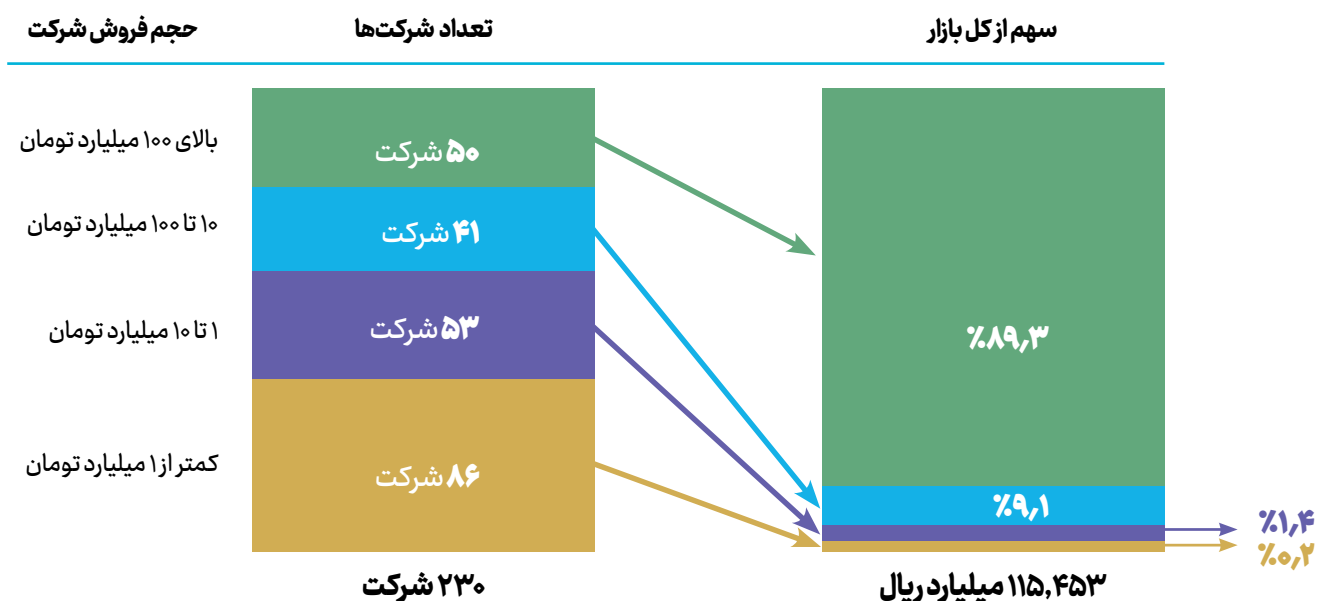 سهم از کل بازار
تعداد شرکت‌ها
حجم فروش شرکت
بالای ۱۰۰ میلیارد تومان
۵۰ شرکت
۱۰ تا ۱۰۰ میلیارد تومان
۴۱ شرکت
۱ تا ۱۰ میلیارد تومان
۵۳ شرکت
٪۸۹٫۳
کمتر از ۱ میلیارد تومان
۸۶ شرکت
٪۹٫۱
٪۱٫۴
٪۰٫۲
۱۱۵,۴۵۳ میلیارد ریال
۲۳۰ شرکت